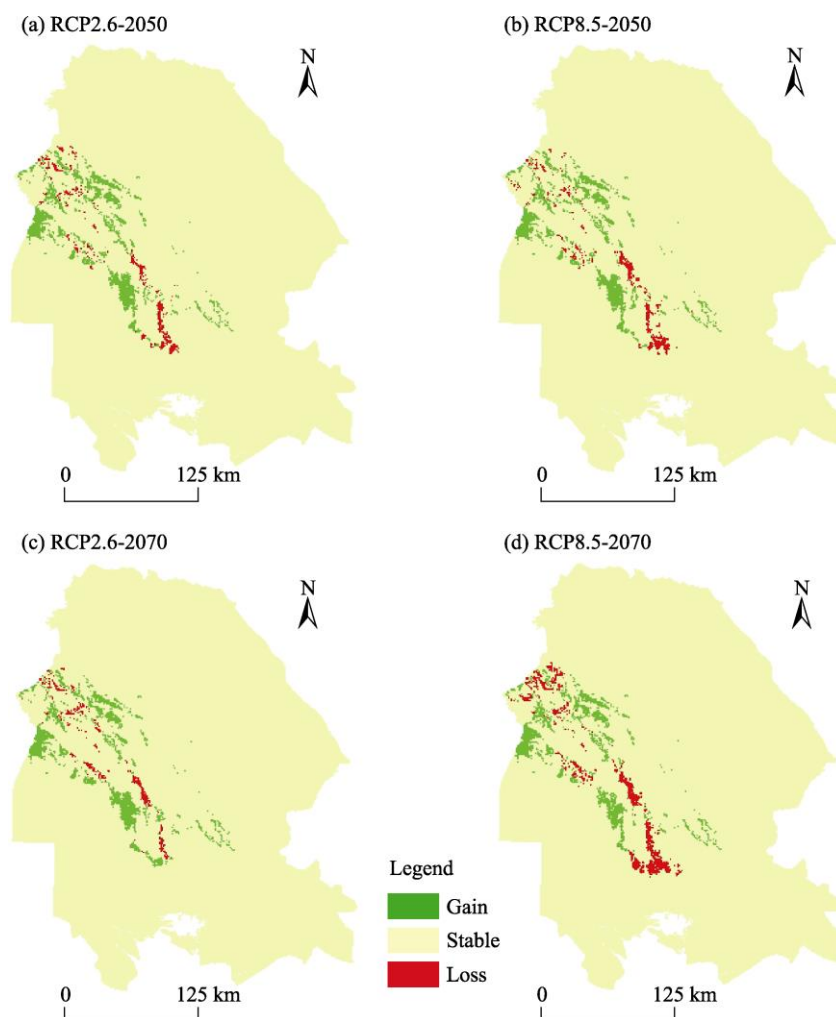 (a) RCP2.6-2050
(b) RCP8.5-2050
N
N
0 125 km
0 125 km
(c) RCP2.6-2070
(d) RCP8.5-2070
N
N
Legend
Gain
Stable
Loss
0 125 km
0 125 km